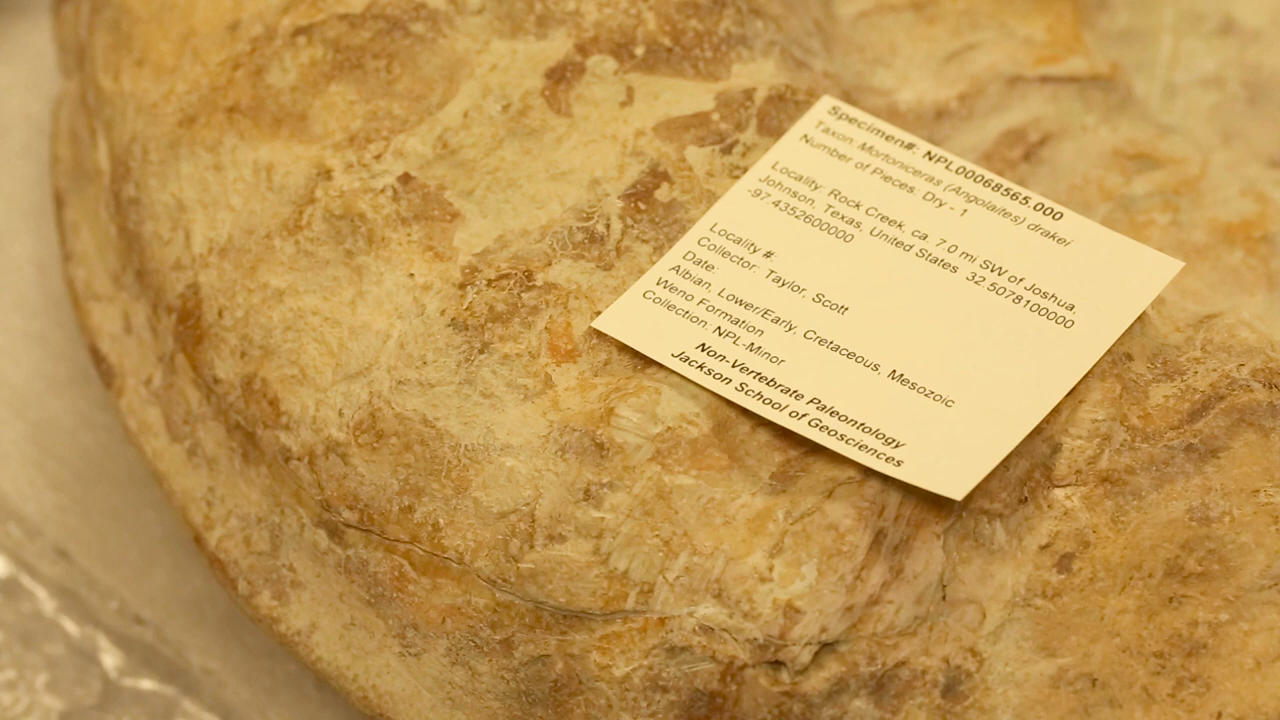 Specimen#: NPL00068565.000
Taxon: Mortoniceras (Angolaites) drakei
Number of Pieces: Dry - 1
Locality: Rock Creek, ca. 7.0 mi SW of Joshua,
Johnson, Texas, United States 32.5078100000
-97.4352600000
Locality #:
Collector: Taylor, Scott
Date:
Albian, Lower/Early, Cretaceous, Mesozoic
Weno Formation
Collection: NPL-Minor
Non-Vertebrate Paleontology
Jackson School of Geosciences